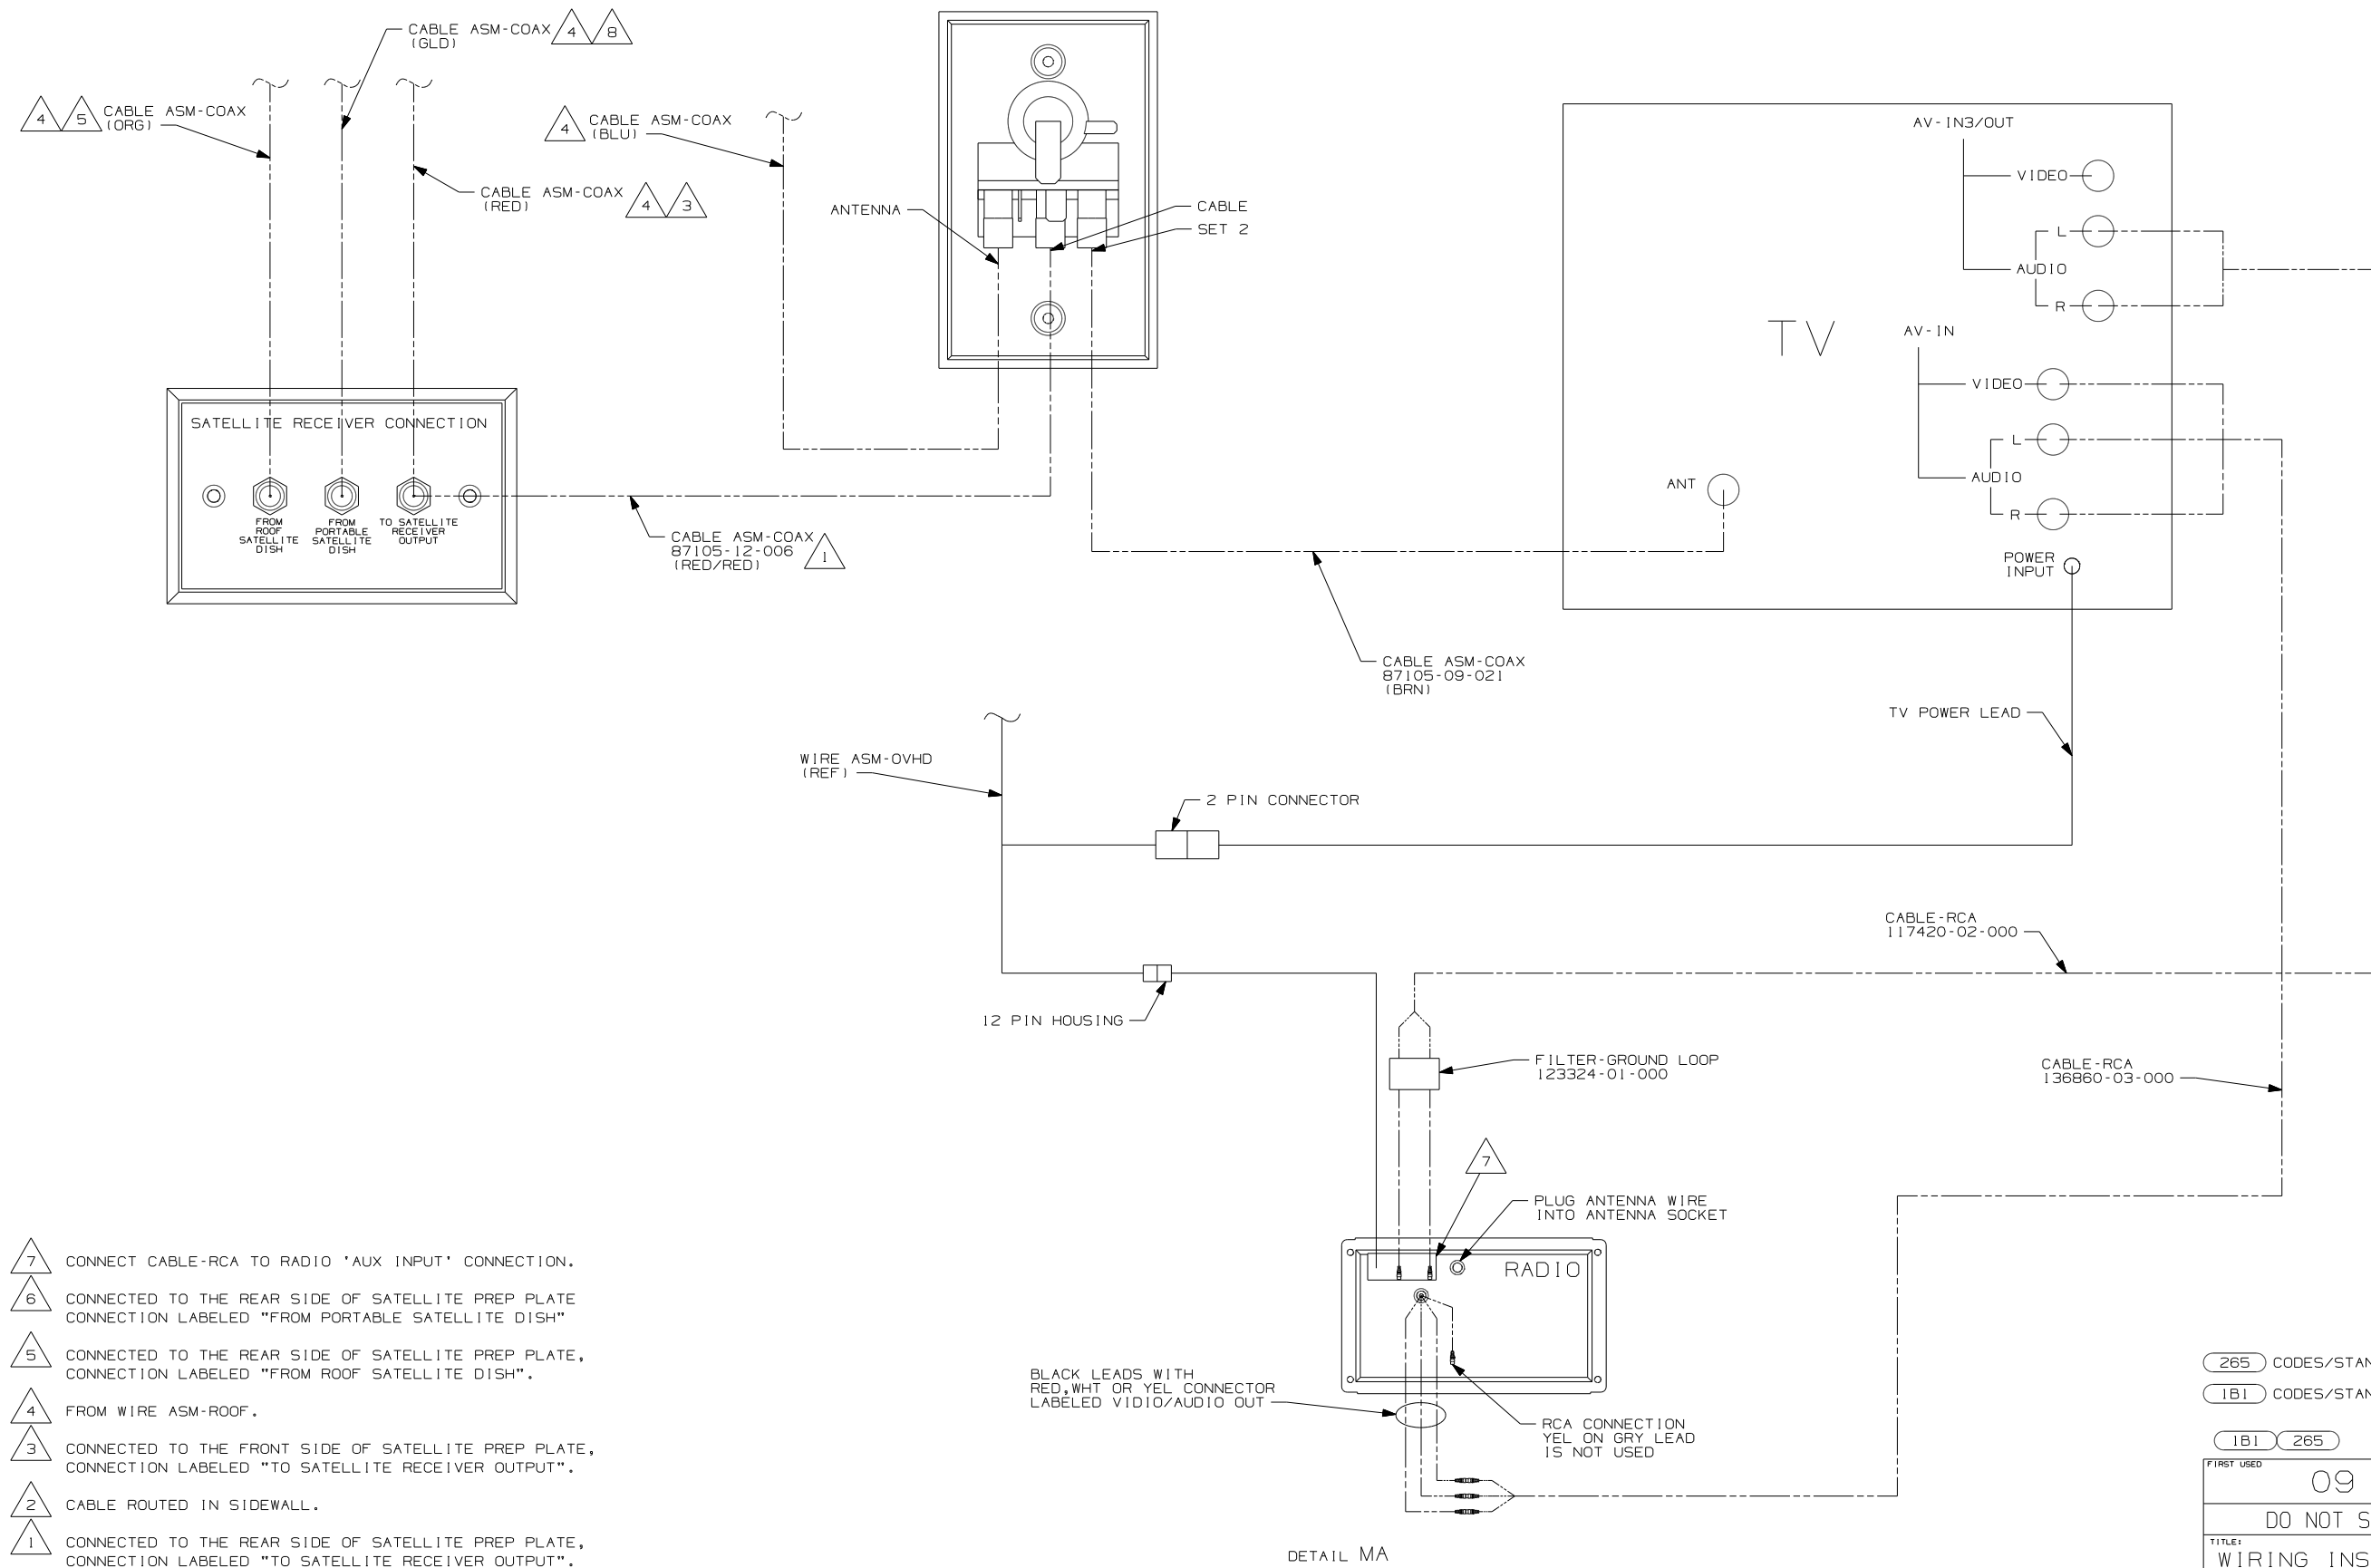 CABLE ASM-COAX
(GLD)
4 8
4 5
CABLE ASM-COAX
(ORG)
CABLE ASM-COAX
(RED)
4 3
4
CABLE ASM-COAX
(BLU)
ANTENNA
CABLE
SET 2
SATELLITE RECEIVER CONNECTION
FROM
ROOF
SATELLITE
DISH
FROM
PORTABLE
SATELLITE
DISH
TO SATELLITE
RECEIVER
OUTPUT
CABLE ASM-COAX
87105-12-006
(RED/RED)
1
TV
AV-IN3/OUT
VIDEO
L
AUDIO
R
AV-IN
VIDEO
L
AUDIO
R
ANT
POWER
INPUT
CABLE ASM-COAX
87105-09-021
(BRN)
TV POWER LEAD
WIRE ASM-OVHD
(REF)
2 PIN CONNECTOR
12 PIN HOUSING
CABLE-RCA
117420-02-000
FILTER-GROUND LOOP
123324-01-000
CABLE-RCA
136860-03-000
7
PLUG ANTENNA WIRE
INTO ANTENNA SOCKET
RADIO
BLACK LEADS WITH
RED,WHT OR YEL CONNECTOR
LABELED VIDIO/AUDIO OUT
RCA CONNECTION
YEL ON GRY LEAD
IS NOT USED
DETAIL MA
7 CONNECT CABLE-RCA TO RADIO 'AUX INPUT' CONNECTION.
6 CONNECTED TO THE REAR SIDE OF SATELLITE PREP PLATE
CONNECTION LABELED "FROM PORTABLE SATELLITE DISH"
5 CONNECTED TO THE REAR SIDE OF SATELLITE PREP PLATE,
CONNECTION LABELED "FROM ROOF SATELLITE DISH".
4 FROM WIRE ASM-ROOF.
3 CONNECTED TO THE FRONT SIDE OF SATELLITE PREP PLATE,
CONNECTION LABELED "TO SATELLITE RECEIVER OUTPUT".
2 CABLE ROUTED IN SIDEWALL.
1 CONNECTED TO THE REAR SIDE OF SATELLITE PREP PLATE,
CONNECTION LABELED "TO SATELLITE RECEIVER OUTPUT".
265 CODES/STAN
1B1 CODES/STAN
1B1 265
FIRST USED
09
DO NOT S
TITLE:
WIRING INS